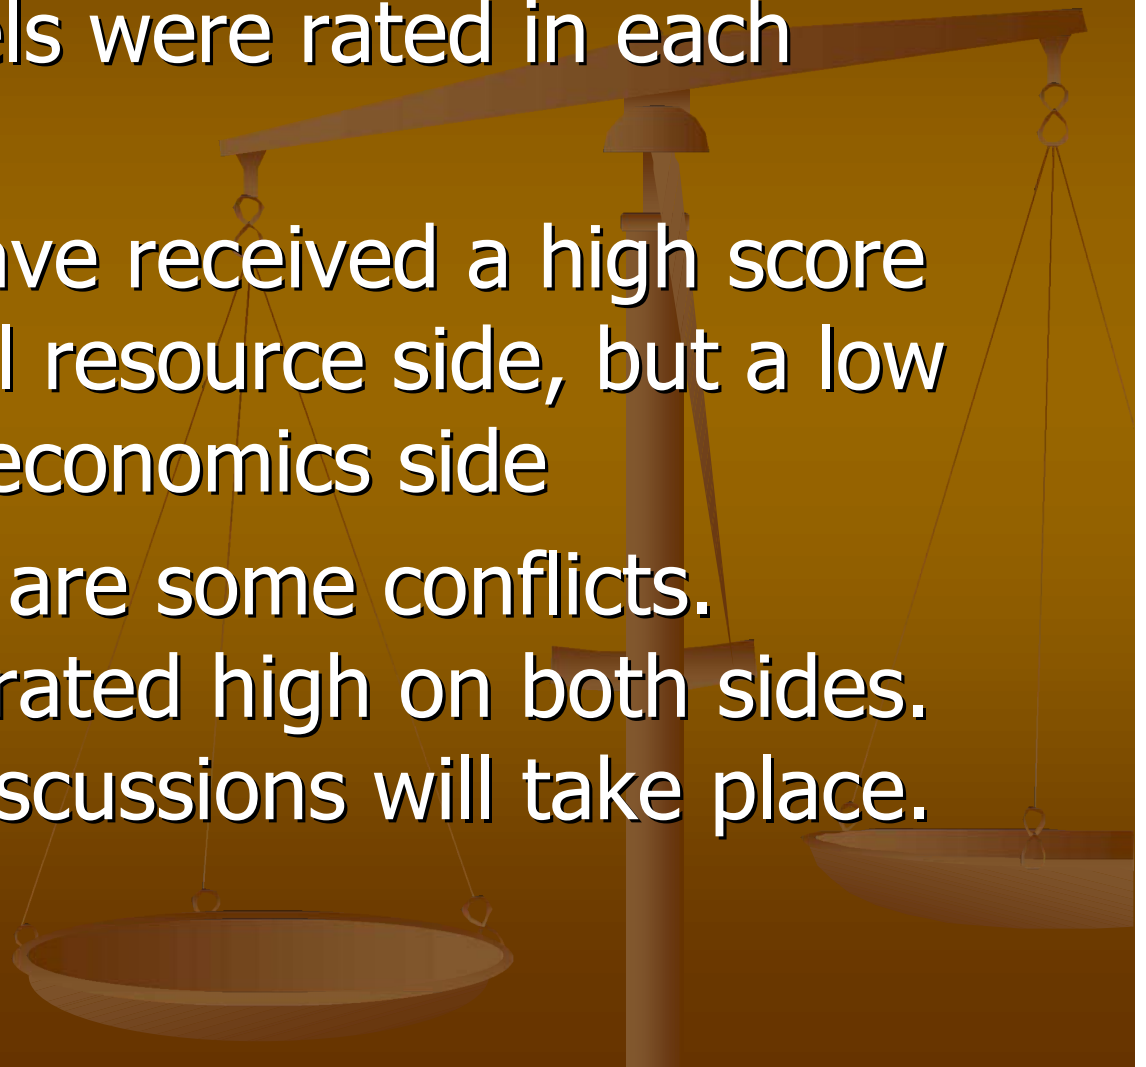 els were rated in each
ave received a high score
l resource side, but a low
economics side
are some conflicts.
rated high on both sides.
scussions will take place.